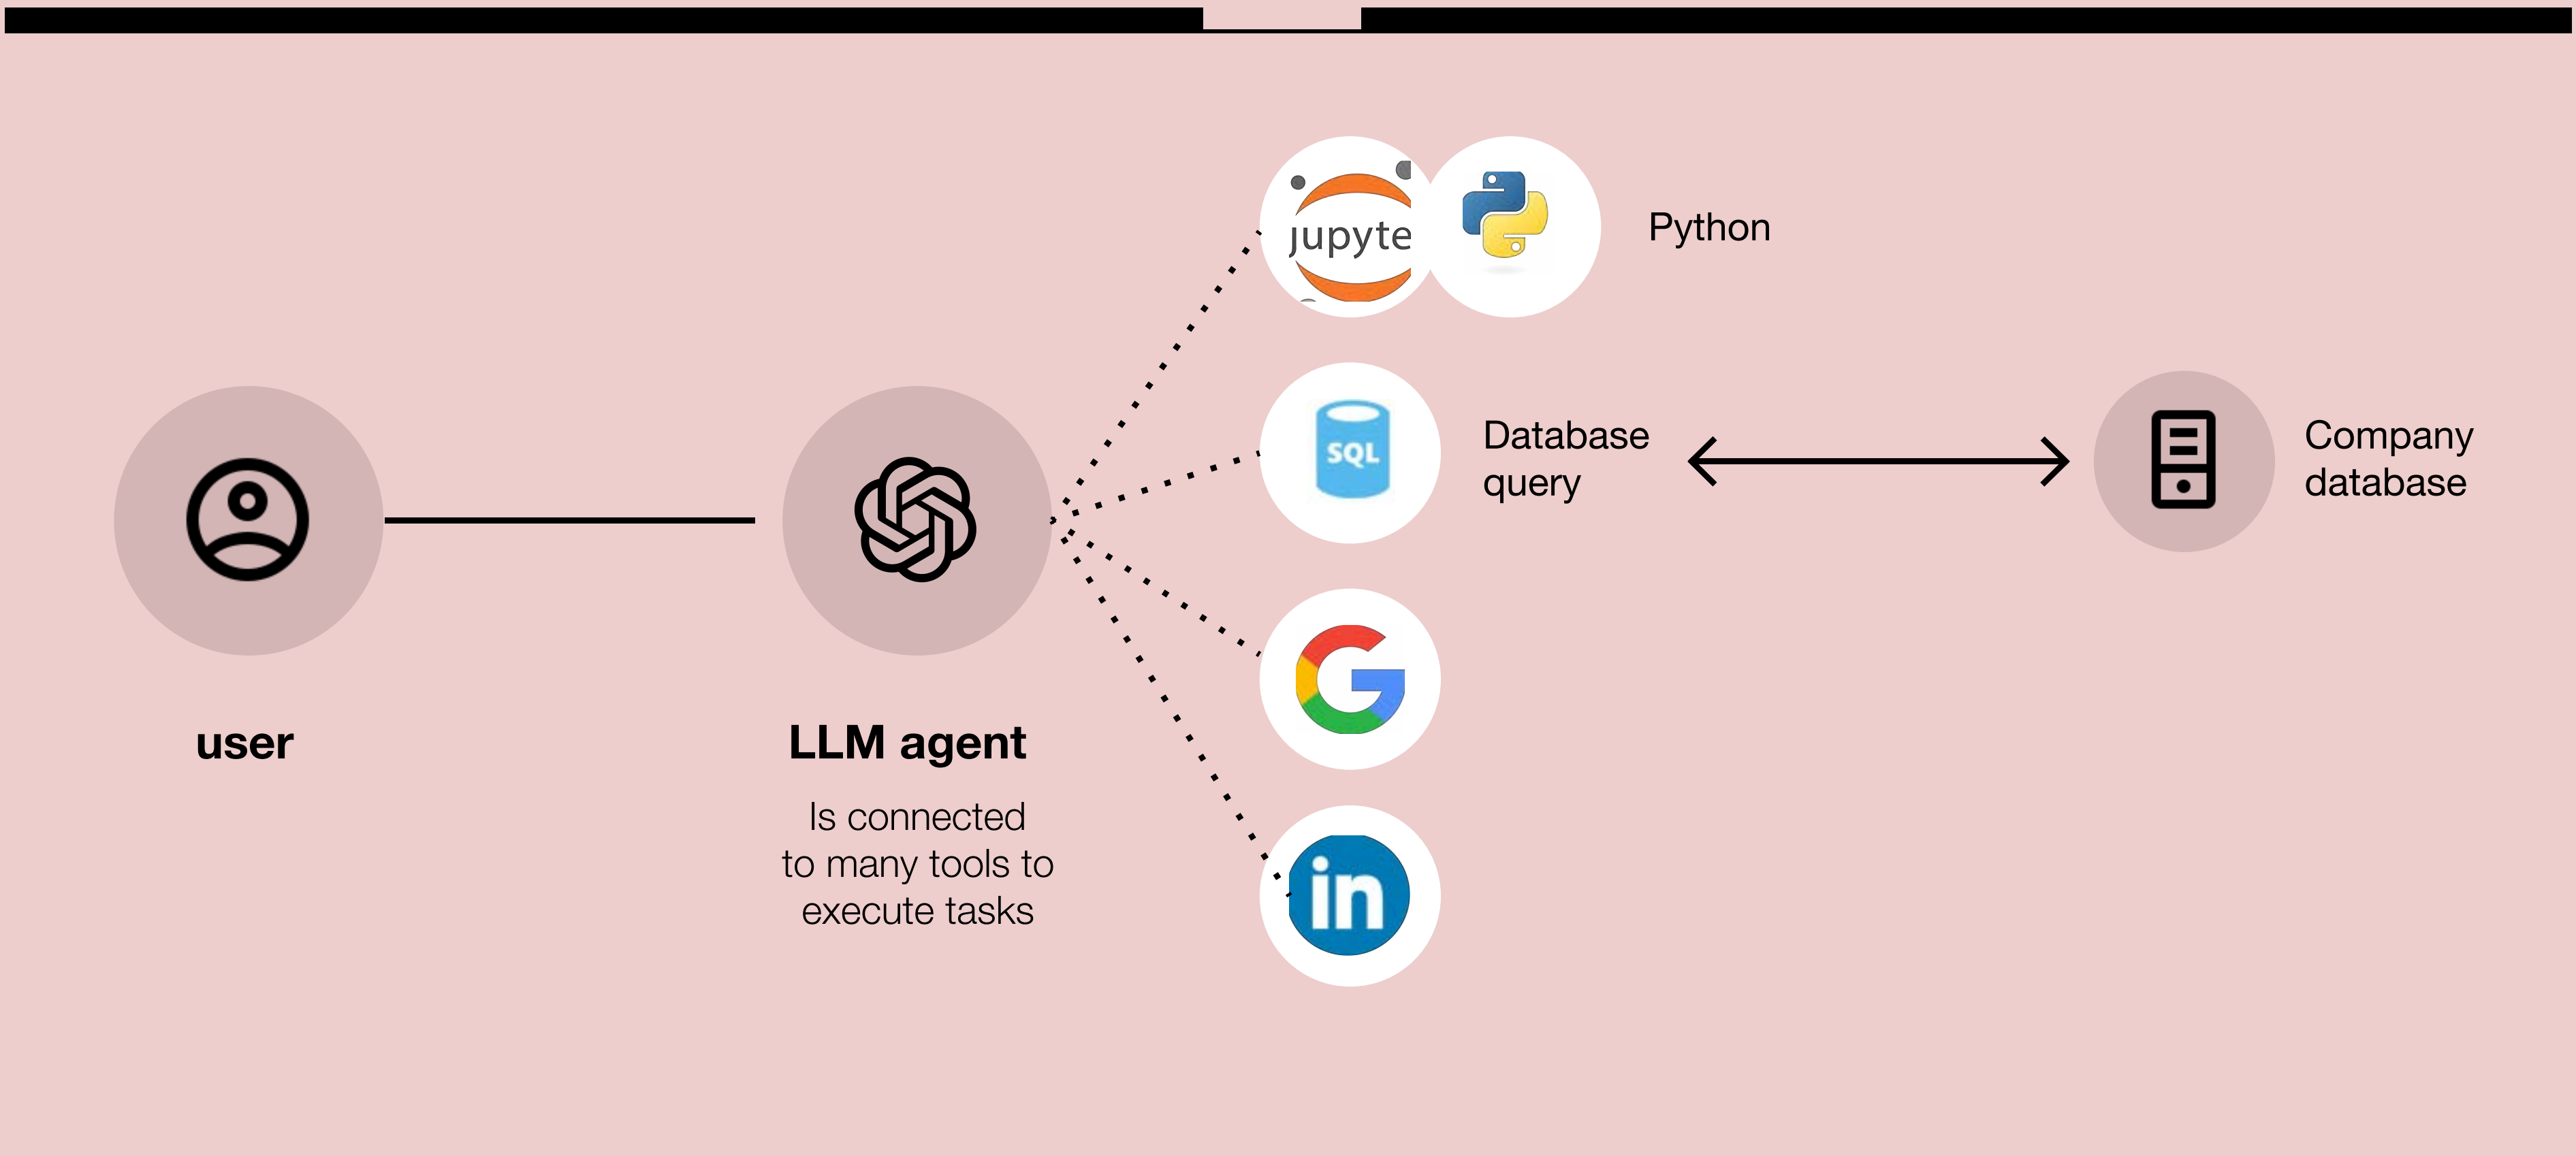 jupyte
Python
SQL
Database
query
Company
database
in
user
LLM agent
Is connected
to many tools to
execute tasks